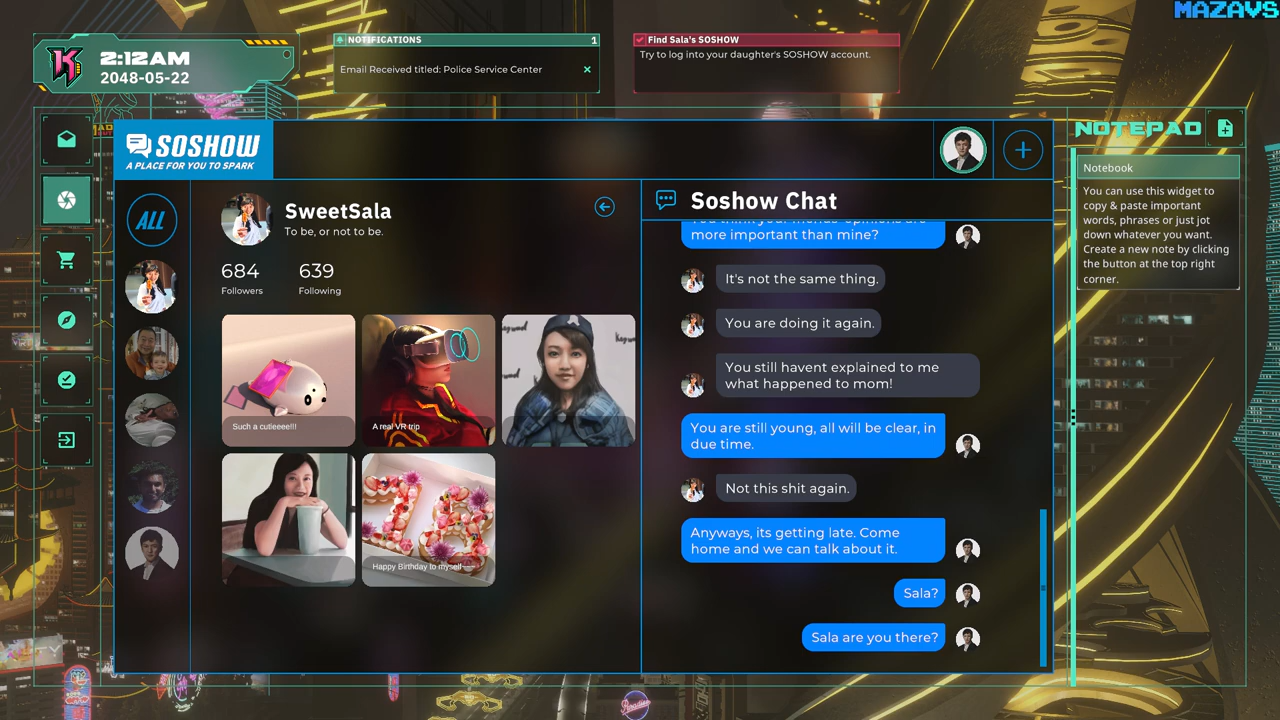 MAZAVS
2:12AM
2048-05-22
NOTIFICATIONS
1
Email Received titled: Police Service Center
Find Sala's SOSHOW
Try to log into your daughter's SOSHOW account.
SOSHOW
A PLACE FOR YOU TO SPARK
ALL
SweetSala
To be, or not to be.
684
639
Followers
Following
Such a cutieeee!!!
A real VR trip
Happy Birthday to myself
Soshow Chat
You think your friends' opinions are
more important than mine?
It's not the same thing.
You are doing it again.
You still havent explained to me
what happened to mom!
You are still young, all will be clear, in
due time.
Not this shit again.
Anyways, its getting late. Come
home and we can talk about it.
Sala?
Sala are you there?
NOTEPAD
Notebook
You can use this widget to
copy & paste important
words, phrases or just jot
down whatever you want.
Create a new note by clicking
the button at the top right
corner.
Paradise